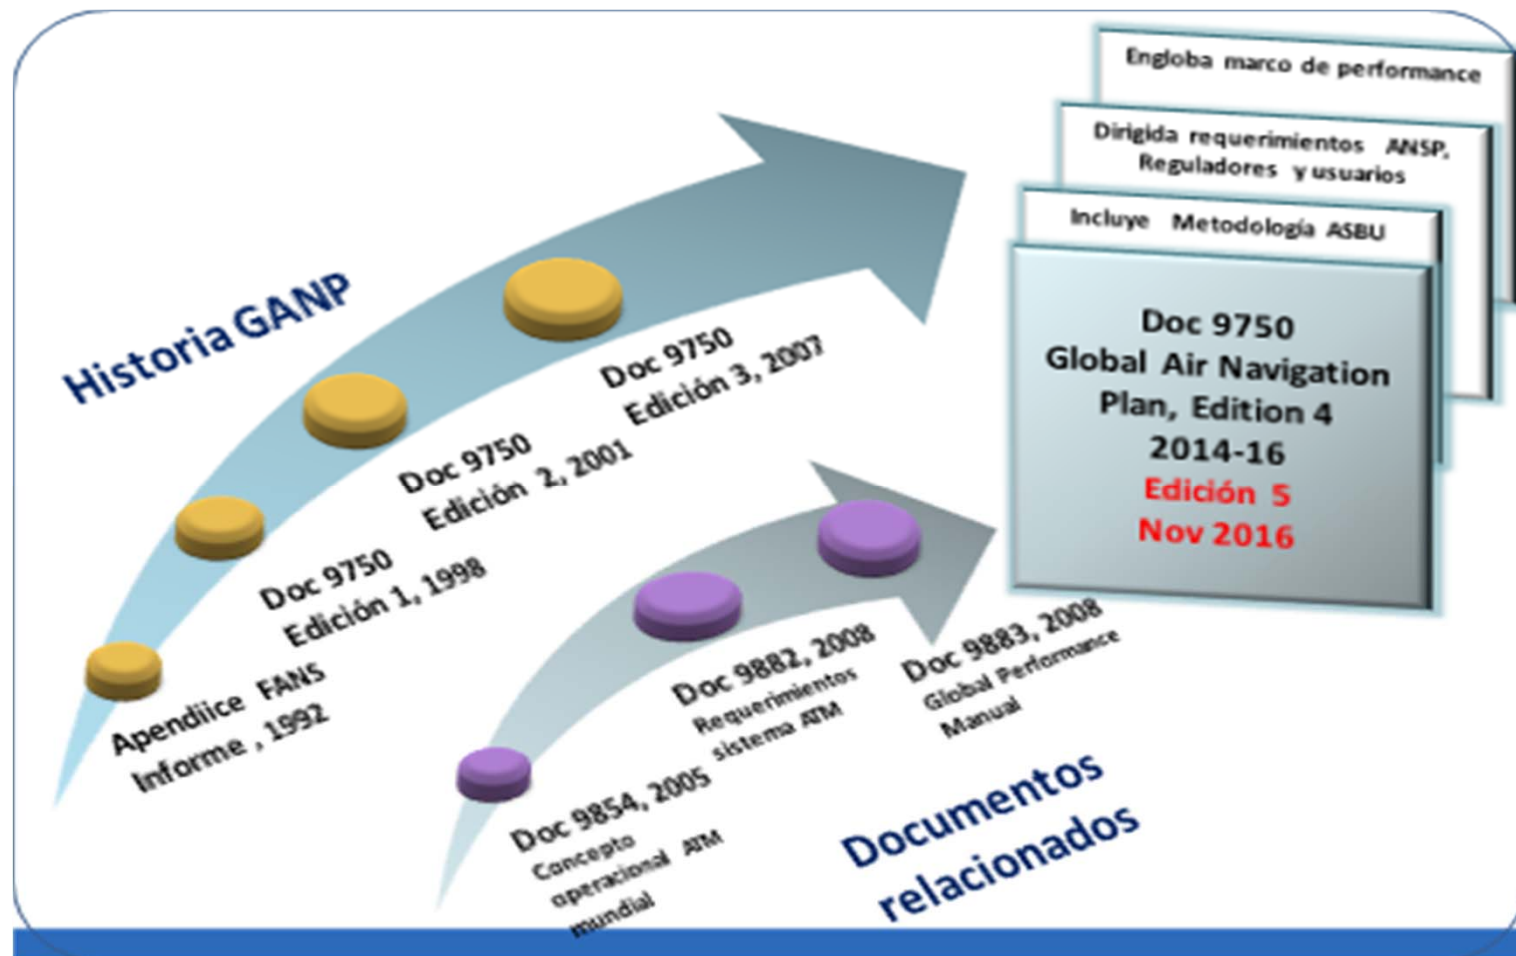 Historia GANP
Apendiice FANS
Informe , 1992
Doc 9750
Edición 1, 1998
Doc 9750
Edición 2, 2001
Doc 9750
Edición 3, 2007
Engloba marco de performance
Dirigida requerimientos ANSP,
Reguladores y usuarios
Incluye Metodología ASBU
Doc 9750
Global Air Navigation
Plan, Edition 4
2014-16
Edición 5
Nov 2016
Doc 9854, 2005
Concepto
operacional ATM
mundial
Doc 9882, 2008
Requerimientos
sistema ATM
Doc 9883, 2008
Global Performance
Manual
Documentos
relacionados